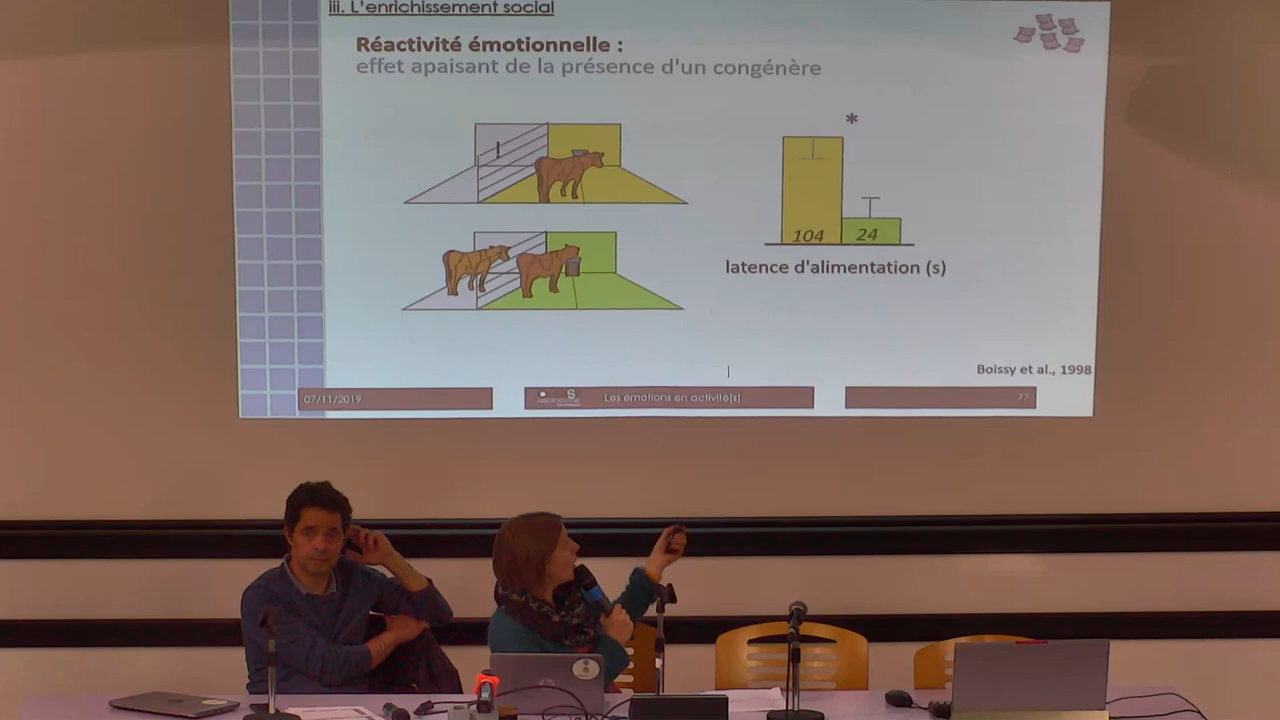 iii. L'enrichissement social
Réactivité émotionnelle :
effet apaisant de la présence d'un congénère
!
*
104
24
latence d'alimentation (s)
Boissy et al., 1998
07/11/2019
Les émotions en activité(s)
77